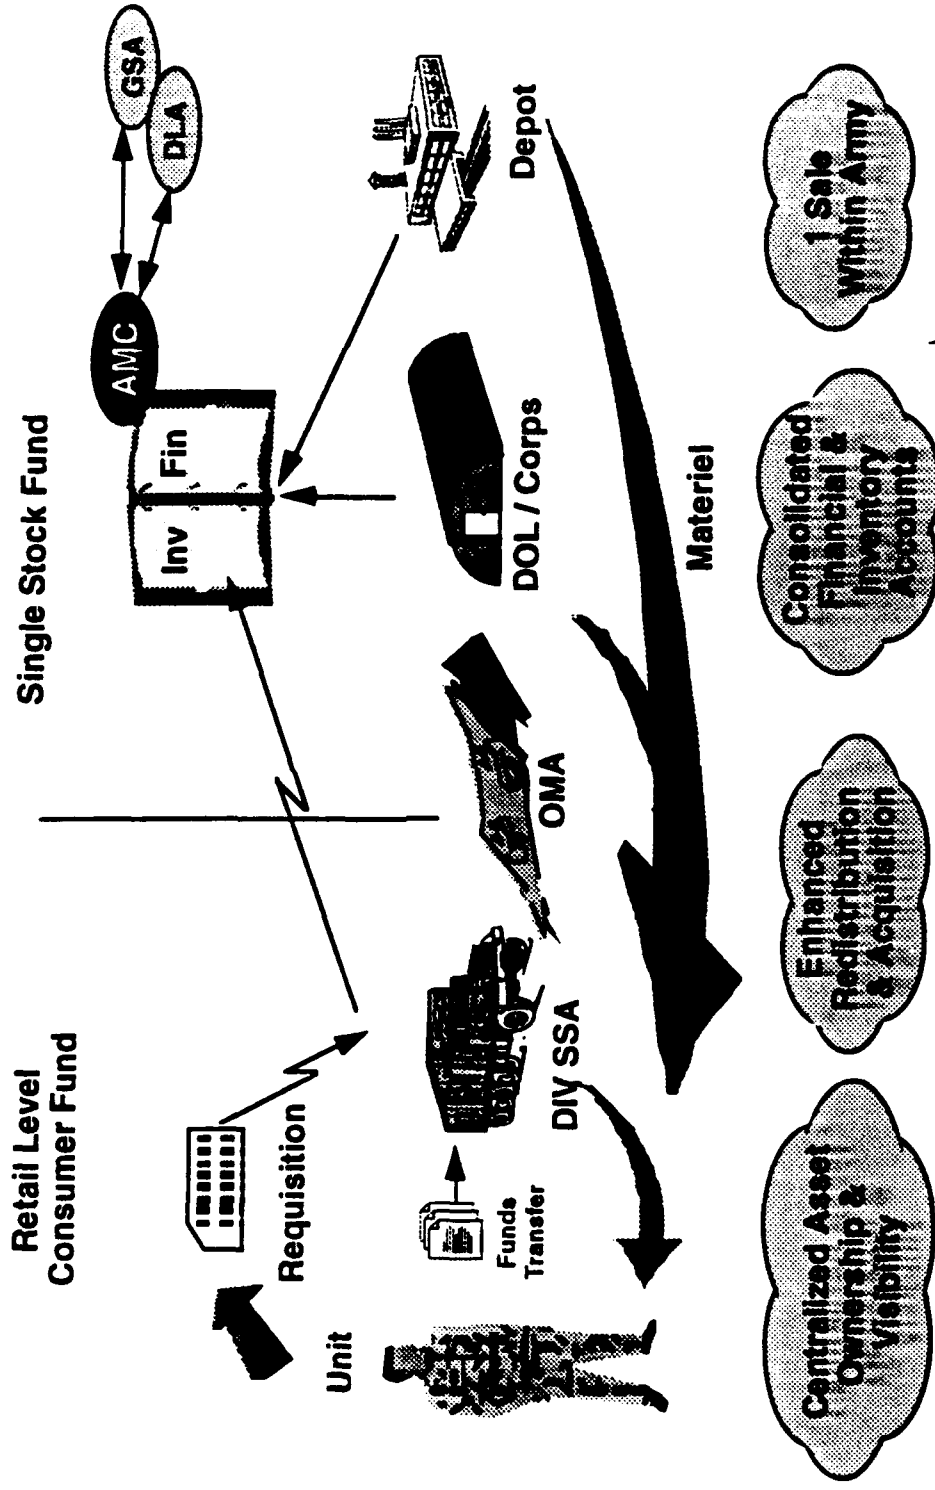 Retail Level
Consumer Fund
Single Stock Fund
GSA
DLA
AMC
Inv
Fin
Requisition
Unit
Funds
Transfer
DIV SSA
OMA
DOL / Corps
Depot
Materiel
Centralized Asset
Ownership &
Visibility
Enhanced
Redistribution
& Acquisition
Consolidated
Financial &
Inventory
Accounts
1 Sale
Within Army